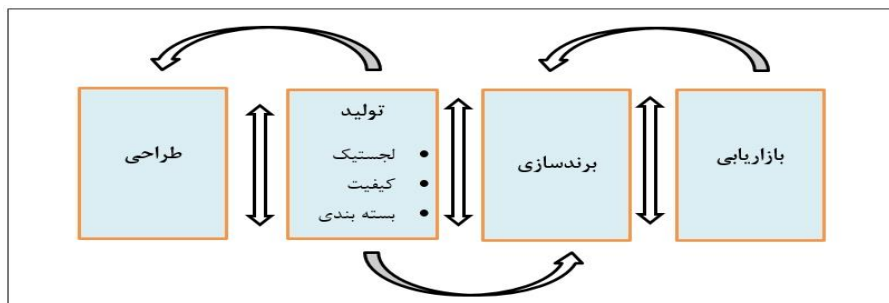 بازاریابی
برندسازی
تولید
لجستیک
کیفیت
بسته بندی
طراحی